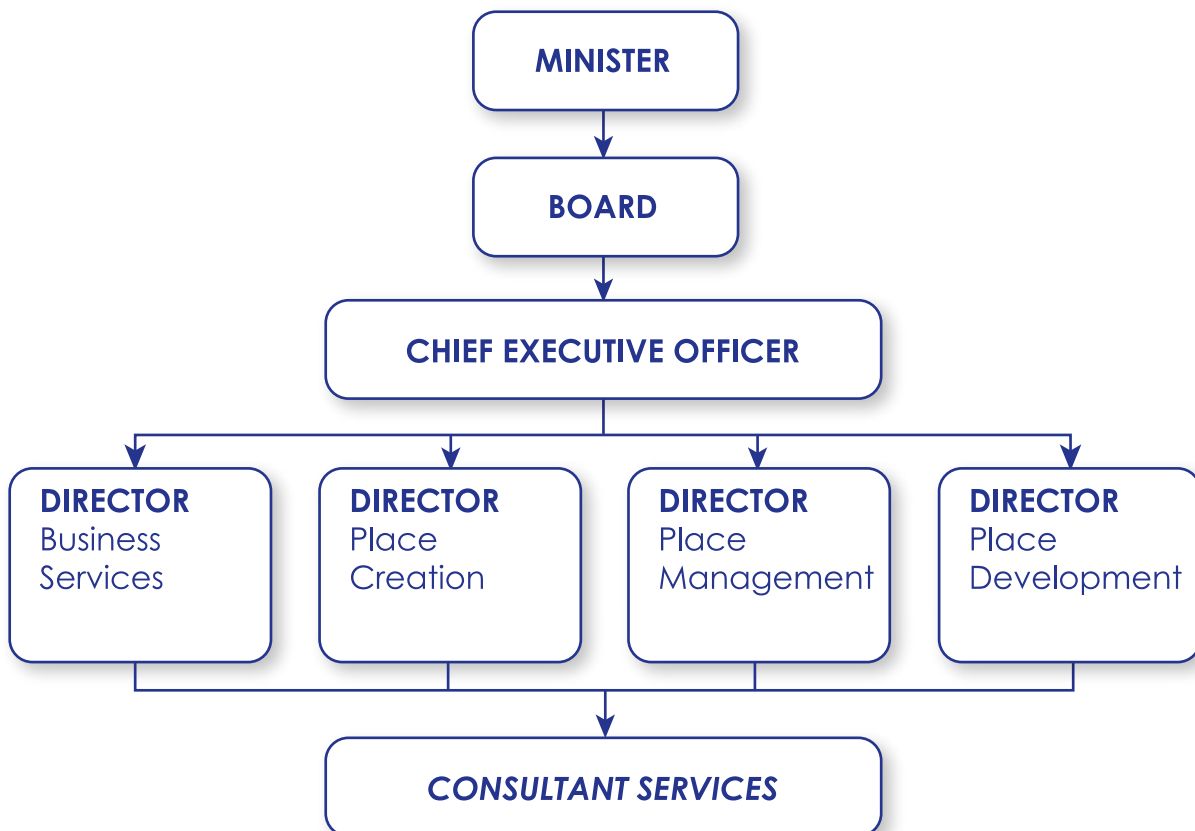 MINISTER
BOARD
CHIEF EXECUTIVE OFFICER
DIRECTOR
Business
Services
DIRECTOR
Place
Creation
DIRECTOR
Place
Management
DIRECTOR
Place
Development
CONSULTANT SERVICES